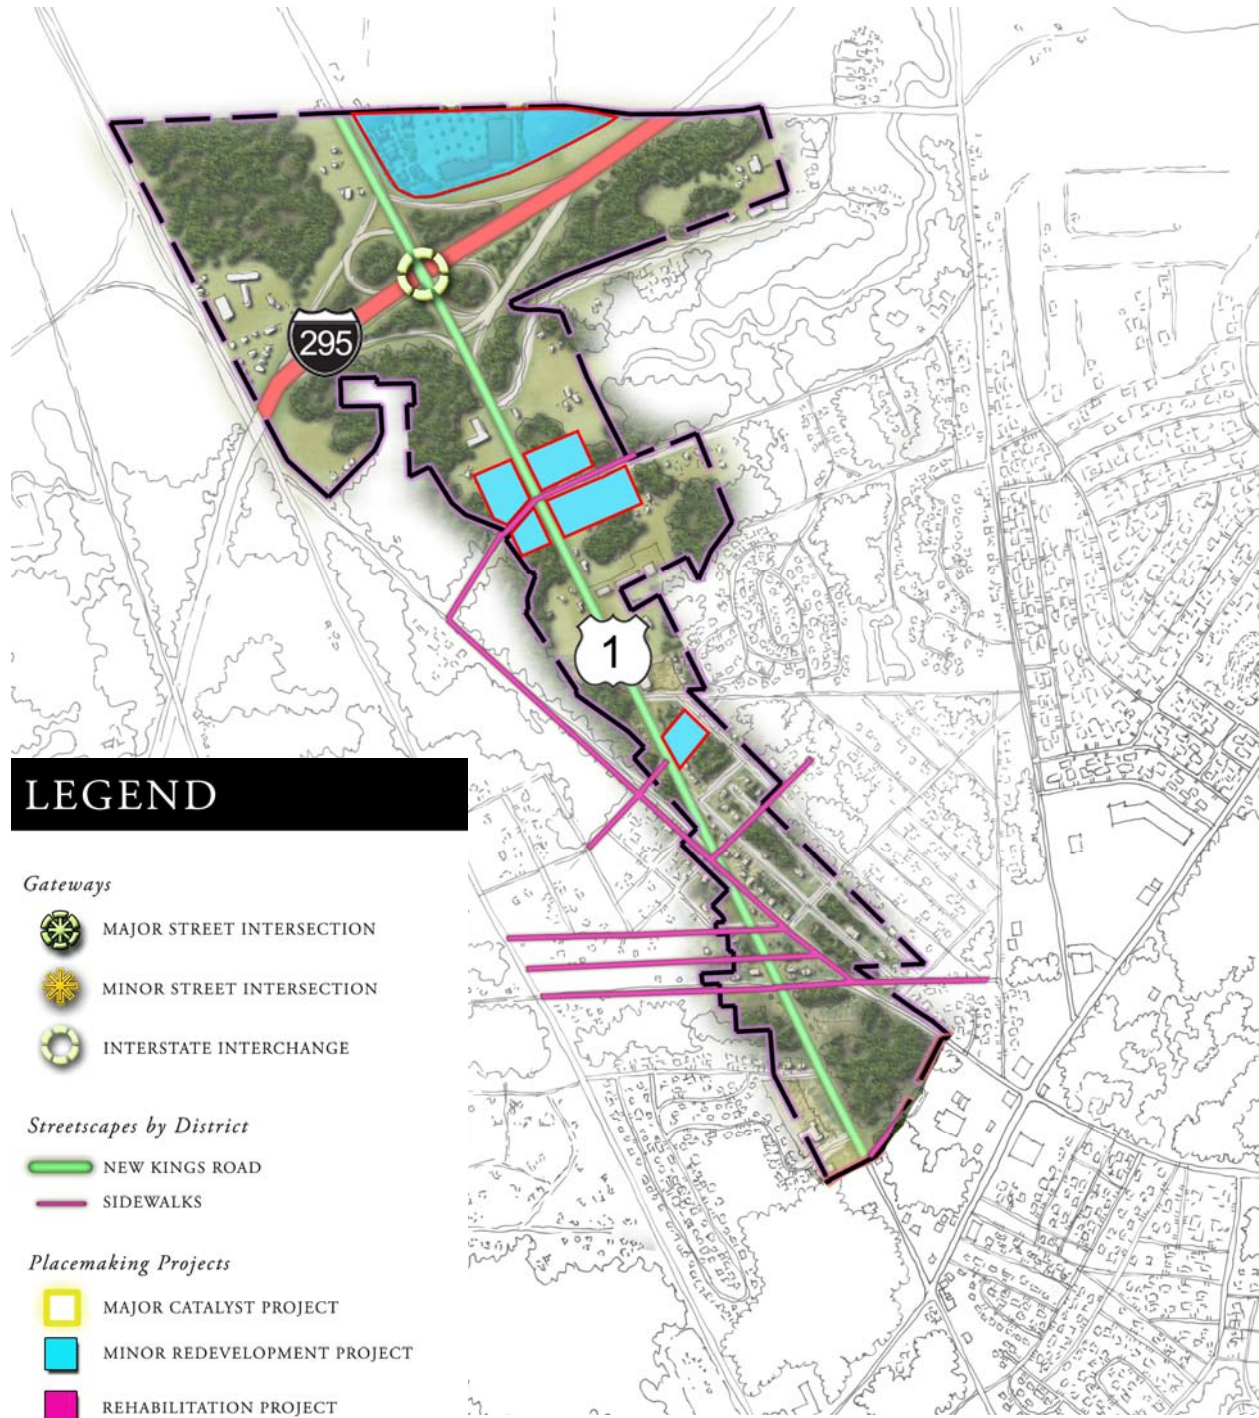 295
1
LEGEND
Gateways
MAJOR STREET INTERSECTION
MINOR STREET INTERSECTION
INTERSTATE INTERCHANGE
Streetscapes by District
NEW KINGS ROAD
SIDEWALKS
Placemaking Projects
MAJOR CATALYST PROJECT
MINOR REDEVELOPMENT PROJECT
REHABILITATION PROJECT